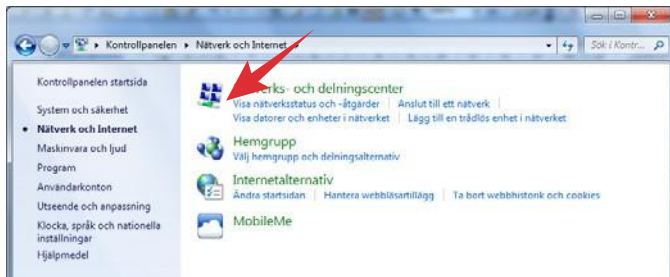 Kontrollpanelen ▸ Nätverk och Internet ▸
Sök i Kontr...
Kontrollpanelen startsida
System och säkerhet
Nätverk och Internet
Maskinvara och ljud
Program
Användarkonton
Utseende och anpassning
Klocka, språk och nationella
inställningar
Hjälpmedel
och delningscenter
Visa nätverksstatus och -åtgärder | Anslut till ett nätverk
Visa datorer och enheter i nätverket | Lägg till en trådlös enhet i nätverket
Hemgrupp
Välj hemgrupp och delningsalternativ
Internetalternativ
Ändra startsidan | Hantera webbläsartillägg | Ta bort webbhistorik och cookies
MobileMe